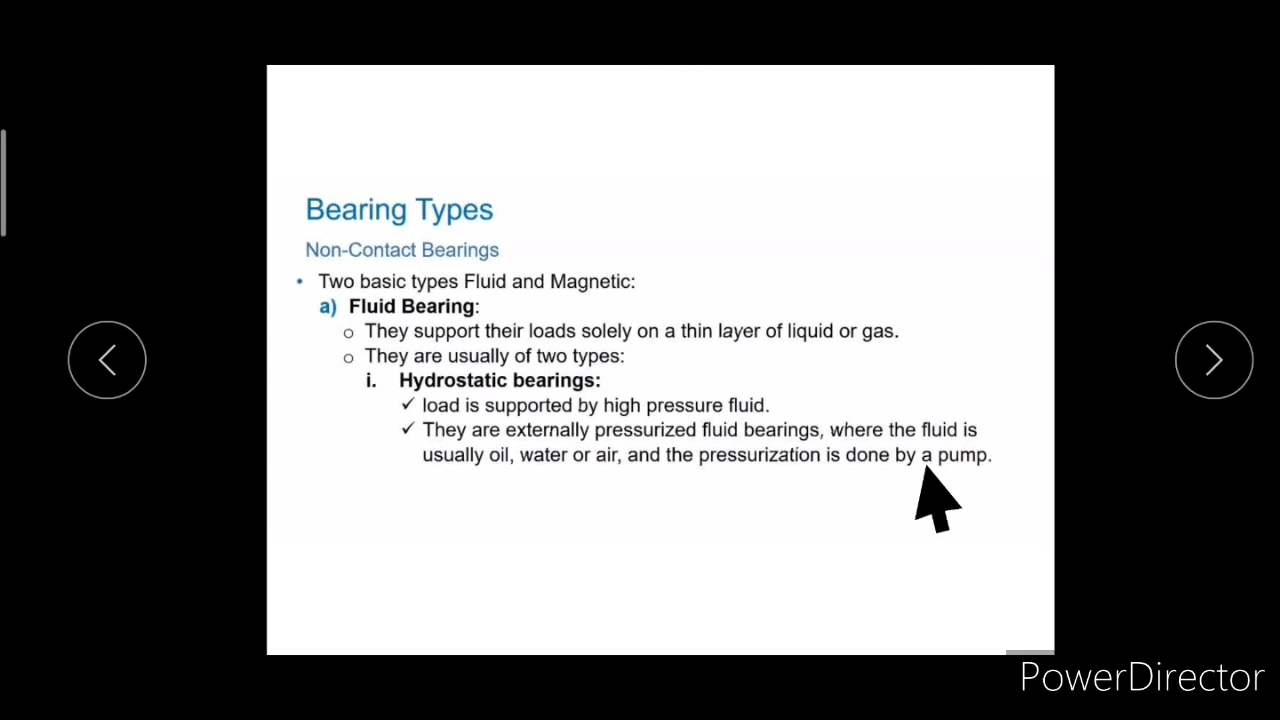 Bearing Types
Non-Contact Bearings
• Two basic types Fluid and Magnetic:
a) Fluid Bearing:
o They support their loads solely on a thin layer of liquid or gas.
o They are usually of two types:
i. Hydrostatic bearings:
✓ load is supported by high pressure fluid.
✓ They are externally pressurized fluid bearings, where the fluid is
usually oil, water or air, and the pressurization is done by a pump.
PowerDirector